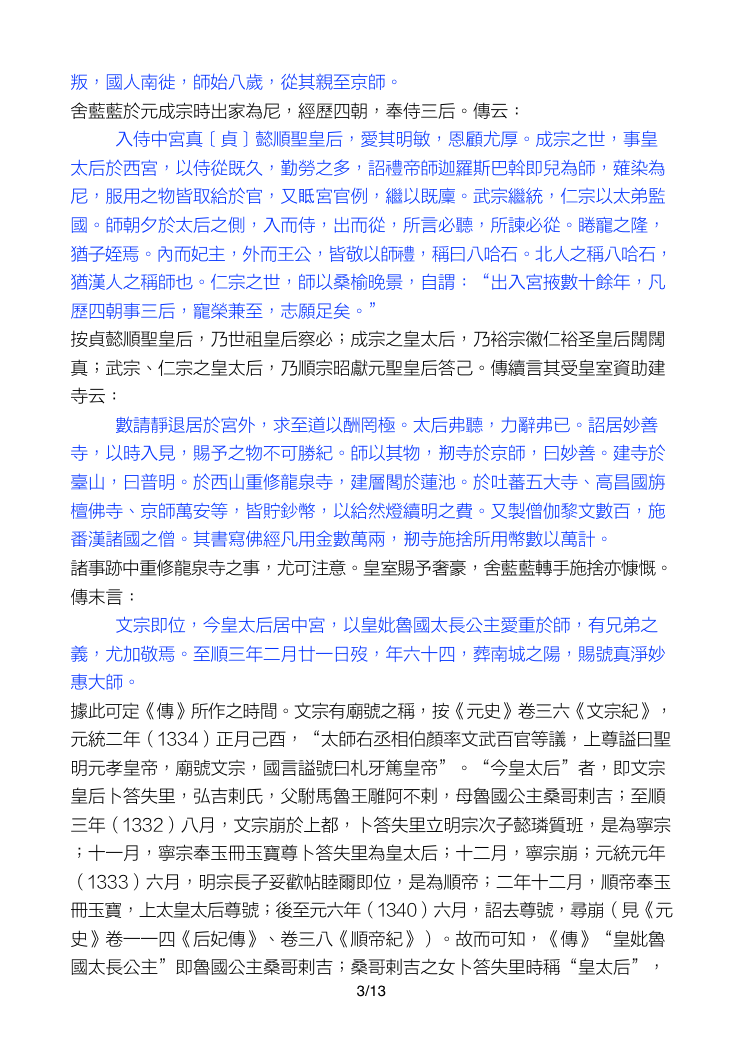 叛，國人南徙，師始八歲，從其親至京師。
舍藍藍於元成宗時出家為尼，經歷四朝，奉侍三后。傳云：
入侍中宮真［貞］懿順聖皇后，愛其明敏，恩顧尤厚。成宗之世，事皇
太后於西宮，以侍從既久，勤勞之多，詔禮帝師迦羅斯巴斡即兒為師，薙染為
尼，服用之物皆取給於官，又眡宮官例，繼以既廩。武宗繼統，仁宗以太弟監
國。師朝夕於太后之側，入而侍，出而從，所言必聽，所諫必從。睠寵之隆，
猶子姪焉。內而妃主，外而王公，皆敬以師禮，稱曰八哈石。北人之稱八哈石，
猶漢人之稱師也。仁宗之世，師以桑榆晚景，自謂：“出入宮掖數十餘年，凡
歷四朝事三后，寵榮兼至，志願足矣。”
按貞懿順聖皇后，乃世祖皇后察必；成宗之皇太后，乃裕宗徽仁裕圣皇后闊闊
真；武宗、仁宗之皇太后，乃順宗昭獻元聖皇后答己。傳續言其受皇室資助建
寺云：
數請靜退居於宮外，求至道以酬罔極。太后弗聽，力辭弗已。詔居妙善
寺，以時入見，賜予之物不可勝紀。師以其物，剏寺於京師，曰妙善。建寺於
臺山，曰普明。於西山重修龍泉寺，建層閣於蓮池。於吐蕃五大寺、高昌國旃
檀佛寺、京師萬安等，皆貯鈔幣，以給然燈續明之費。又製僧伽黎文數百，施
番漢諸國之僧。其書寫佛經凡用金數萬兩，剏寺施捨所用幣數以萬計。
諸事跡中重修龍泉寺之事，尤可注意。皇室賜予奢豪，舍藍藍轉手施捨亦慷慨。
傳末言：
文宗即位，今皇太后居中宮，以皇妣魯國太長公主愛重於師，有兄弟之
義，尤加敬焉。至順三年二月廿一日歿，年六十四，葬南城之陽，賜號真淨妙
惠大師。
據此可定《傳》所作之時間。文宗有廟號之稱，按《元史》卷三六《文宗紀》，
元統二年（1334）正月己酉，“太師右丞相伯顏率文武百官等議，上尊諡曰聖
明元孝皇帝，廟號文宗，國言諡號曰札牙篤皇帝”。“今皇太后”者，即文宗
皇后卜答失里，弘吉剌氏，父駙馬魯王雕阿不剌，母魯國公主桑哥剌吉；至順
三年（1332）八月，文宗崩於上都，卜答失里立明宗次子懿璘質班，是為寧宗
；十一月，寧宗奉玉冊玉寶尊卜答失里為皇太后；十二月，寧宗崩；元統元年
（1333）六月，明宗長子妥歡帖睦爾即位，是為順帝；二年十二月，順帝奉玉
冊玉寶，上太皇太后尊號；後至元六年（1340）六月，詔去尊號，尋崩（見《元
史》卷一一四《后妃傳》、卷三八《順帝紀》）。故而可知，《傳》“皇妣魯
國太長公主”即魯國公主桑哥剌吉；桑哥剌吉之女卜答失里時稱“皇太后”，
3/13